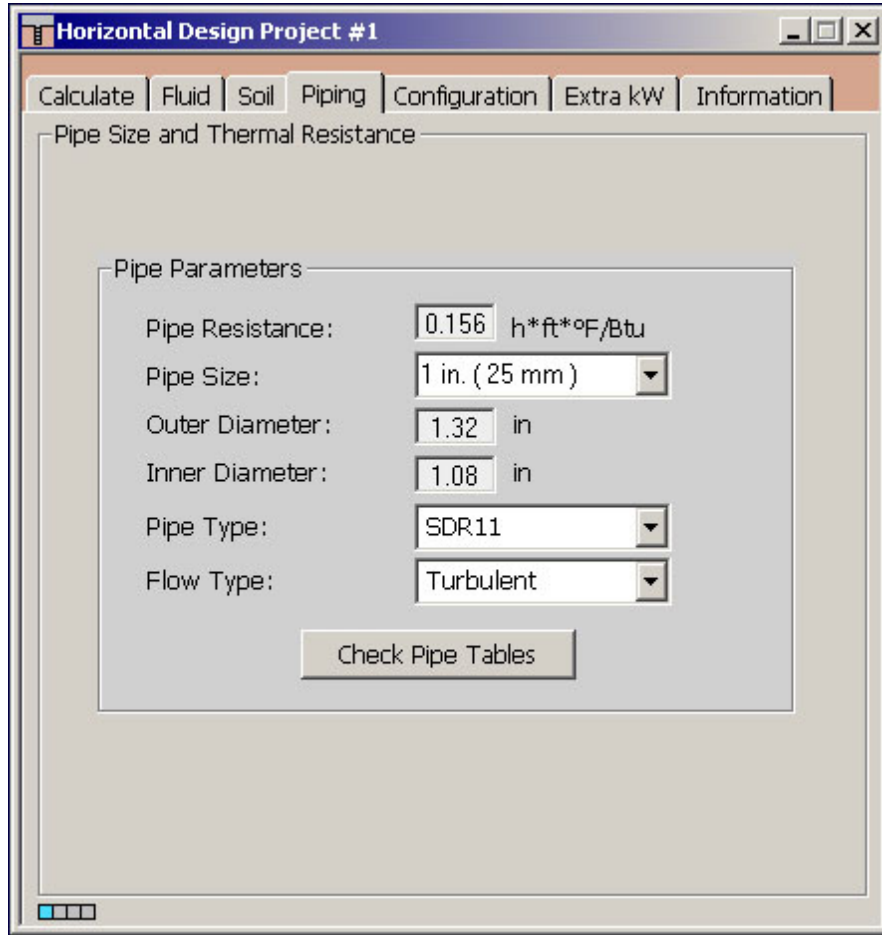 Horizontal Design Project #1
Calculate Fluid Soil Piping Configuration Extra kW Information
Pipe Size and Thermal Resistance
Pipe Parameters
Pipe Resistance: 0.156 h*ft*ºF/Btu
Pipe Size: 1 in. ( 25 mm )
Outer Diameter: 1.32 in
Inner Diameter: 1.08 in
Pipe Type: SDR11
Flow Type: Turbulent
Check Pipe Tables